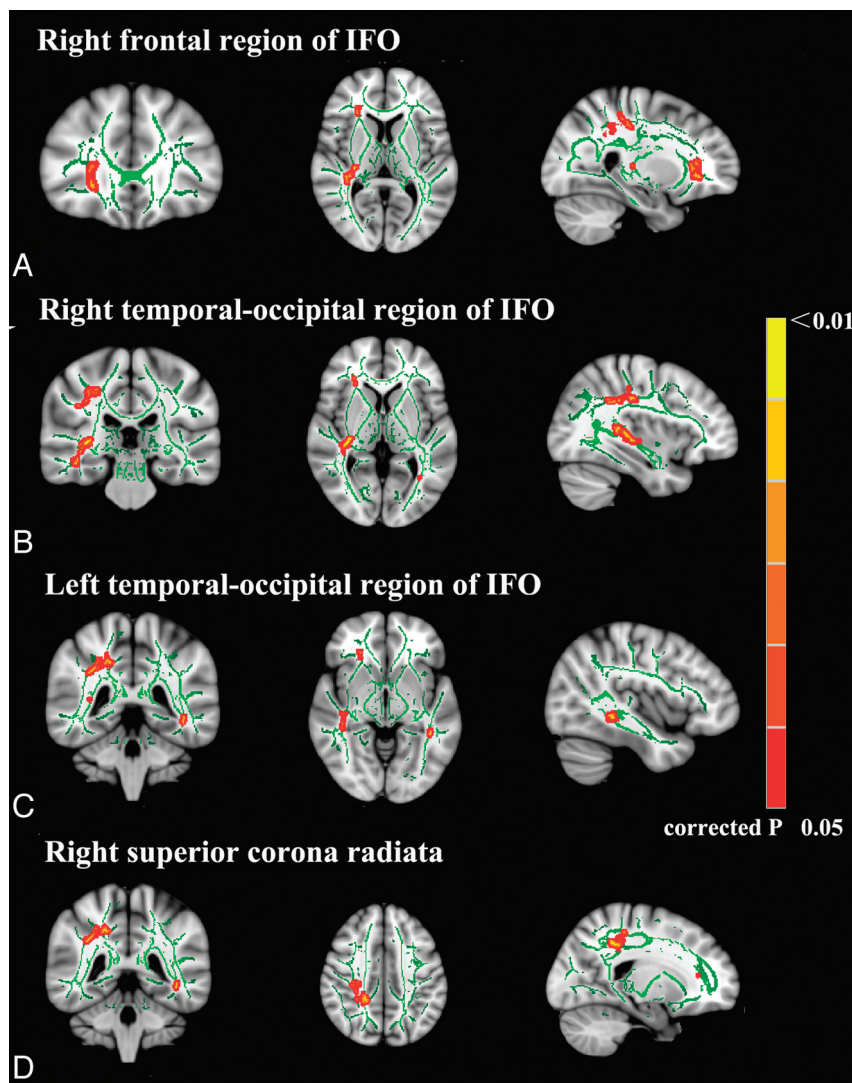 Right frontal region of IFO
A
Right temporal-occipital region of IFO
<0.01
B
Left temporal-occipital region of IFO
C
corrected P 0.05
Right superior corona radiata
D